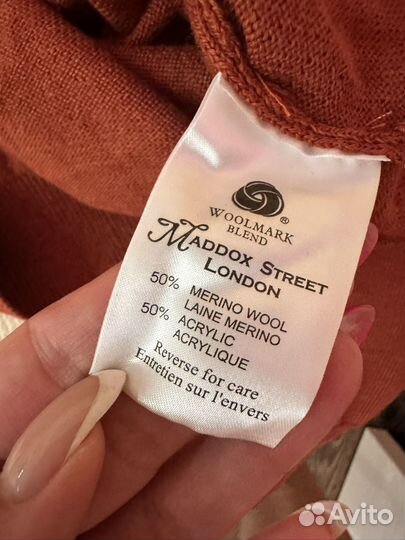 WOOLMARK
BLEND
®
MADDOX STREET
LONDON
50% MERINO WOOL
LAINE MERINO
50% ACRYLIC
ACRYLIQUE
Reverse for care
Entretien sur l'envers
Avito